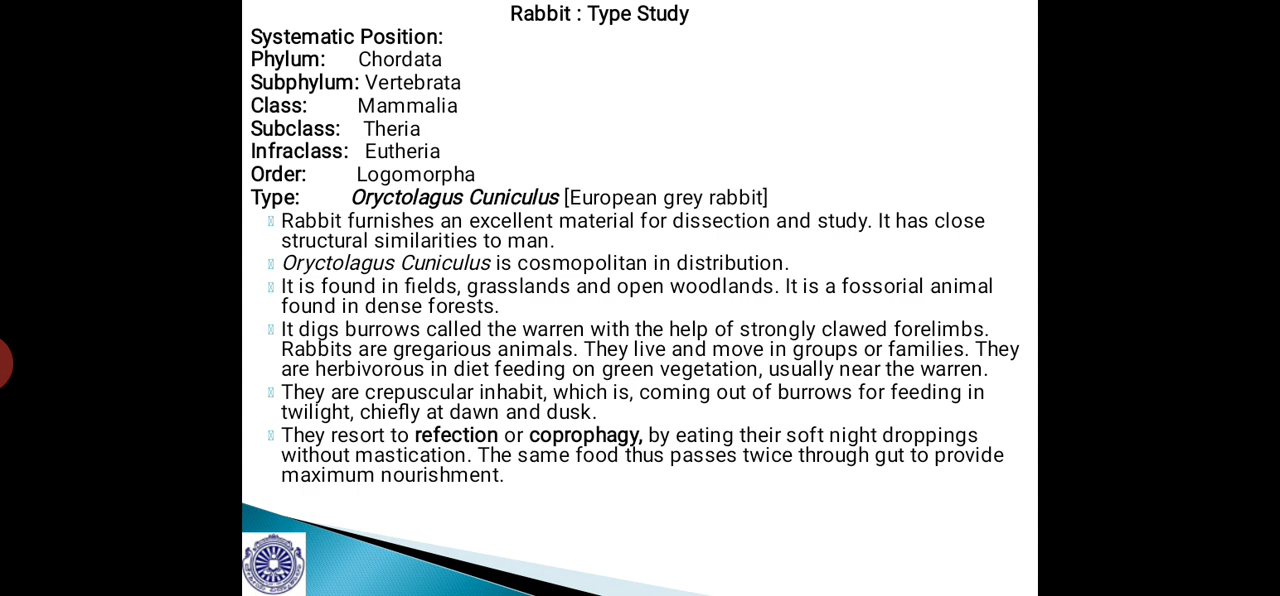 Rabbit : Type Study
Systematic Position:
Phylum: Chordata
Subphylum: Vertebrata
Class: Mammalia
Subclass: Theria
Infraclass: Eutheria
Order: Logomorpha
Type: Oryctolagus Cuniculus [European grey rabbit]
Rabbit furnishes an excellent material for dissection and study. It has close
structural similarities to man.
Oryctolagus Cuniculus is cosmopolitan in distribution.
It is found in fields, grasslands and open woodlands. It is a fossorial animal
found in dense forests.
It digs burrows called the warren with the help of strongly clawed forelimbs.
Rabbits are gregarious animals. They live and move in groups or families. They
are herbivorous in diet feeding on green vegetation, usually near the warren.
They are crepuscular inhabit, which is, coming out of burrows for feeding in
twilight, chiefly at dawn and dusk.
They resort to refection or coprophagy, by eating their soft night droppings
without mastication. The same food thus passes twice through gut to provide
maximum nourishment.